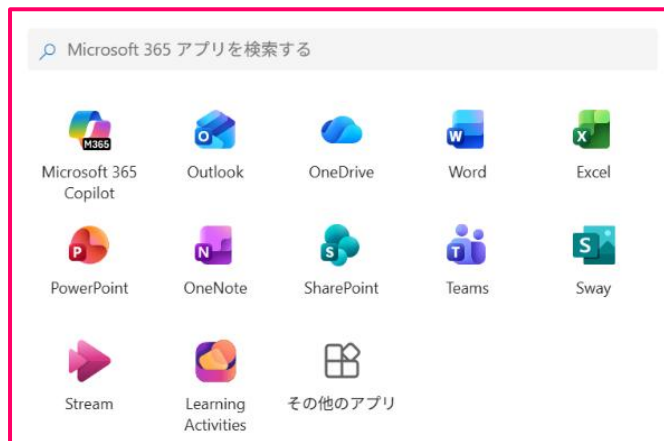 Microsoft 365 アプリを検索する
M365
Microsoft 365
Copilot
O
Outlook
OneDrive
W
Word
X
Excel
P
PowerPoint
N
OneNote
S
SharePoint
T
Teams
S
Sway
Stream
Learning
Activities
その他のアプリ